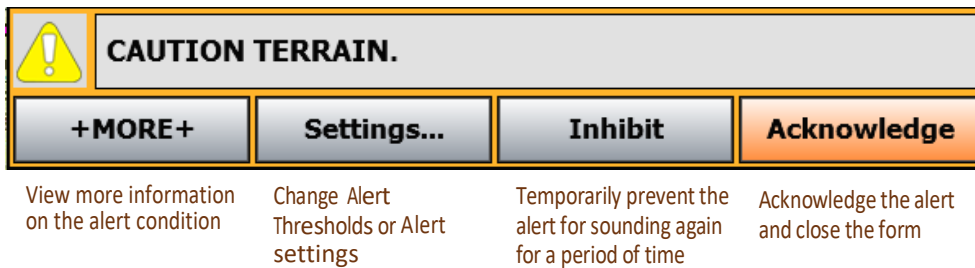 CAUTION TERRAIN.
+MORE+
Settings...
Inhibit
Acknowledge
View more information
on the alert condition
Change Alert
Thresholds or Alert
settings
Temporarily prevent the
alert for sounding again
for a period of time
Acknowledge the alert
and close the form